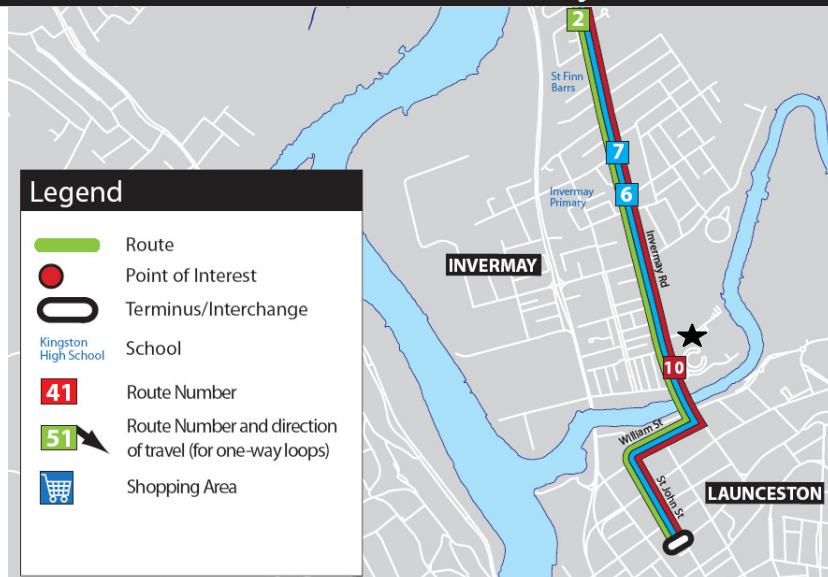 2
St Finn
Barrs
7
Invermay
Primary
6
Invermay Rd
INVERMAY
10
William St
St John St
LAUNCESTON
Legend
Route
Point of Interest
Terminus/Interchange
Kingston
High School
School
41
Route Number
51
Route Number and direction
of travel (for one-way loops)
Shopping Area